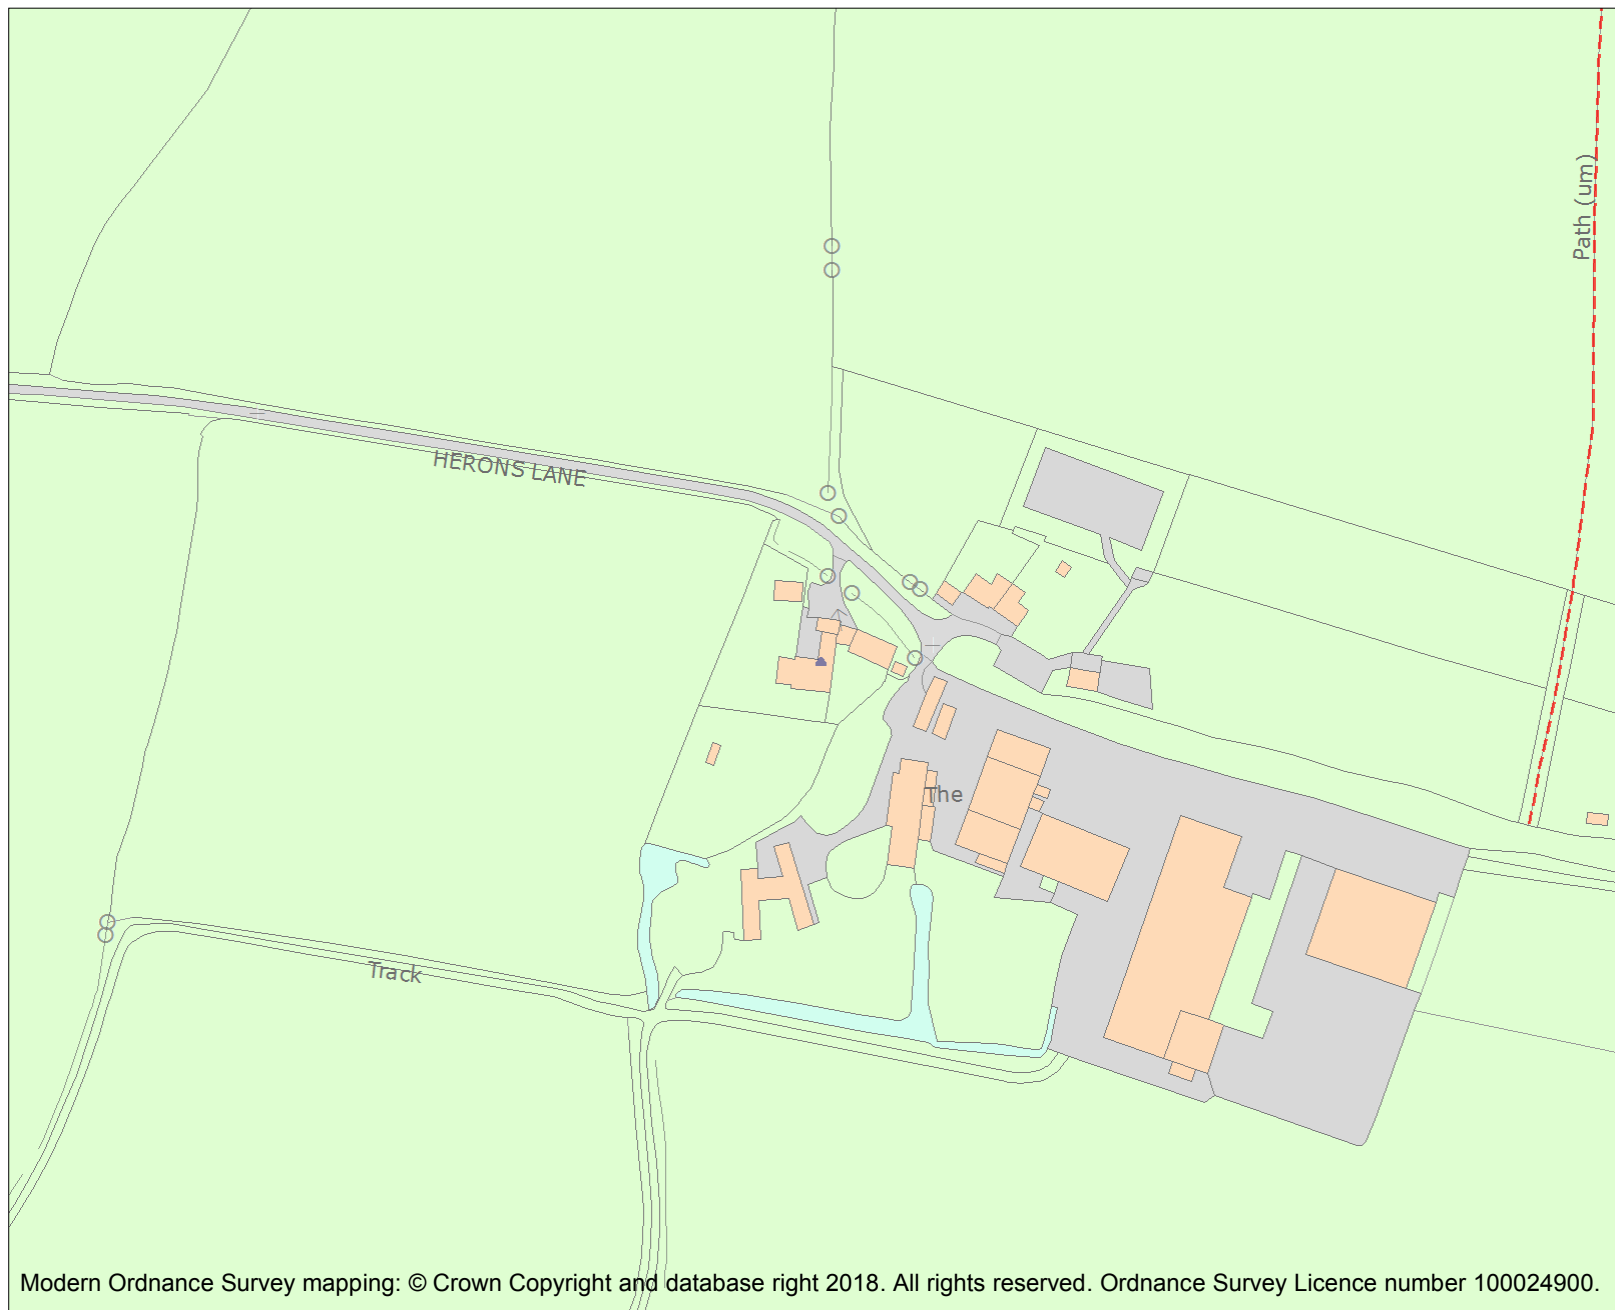 Path (um)
HERONS LANE
The
Track
Modern Ordnance Survey mapping: © Crown Copyright and database right 2018. All rights reserved. Ordnance Survey Licence number 100024900.